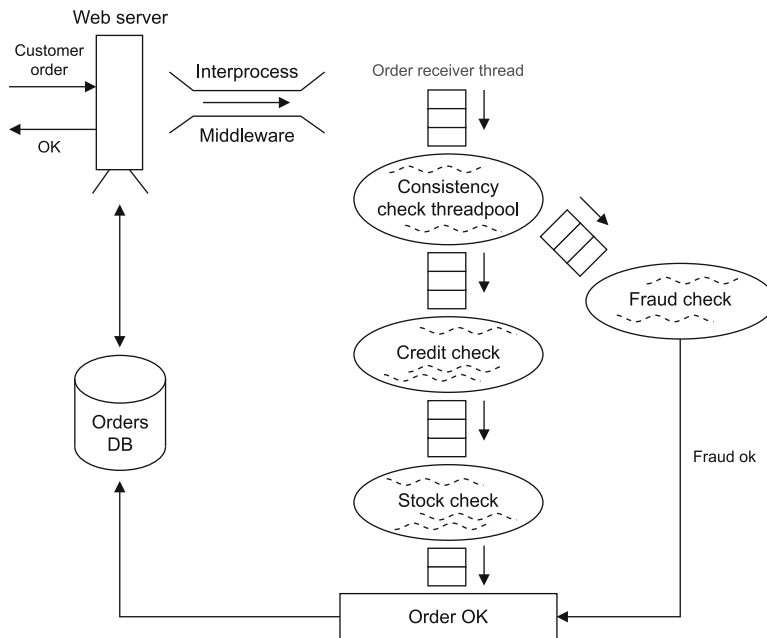 Web server
Customer
order
OK
Interprocess
Middleware
Order receiver thread
Consistency
check threadpool
Fraud check
Credit check
Orders
DB
Fraud ok
Stock check
Order OK